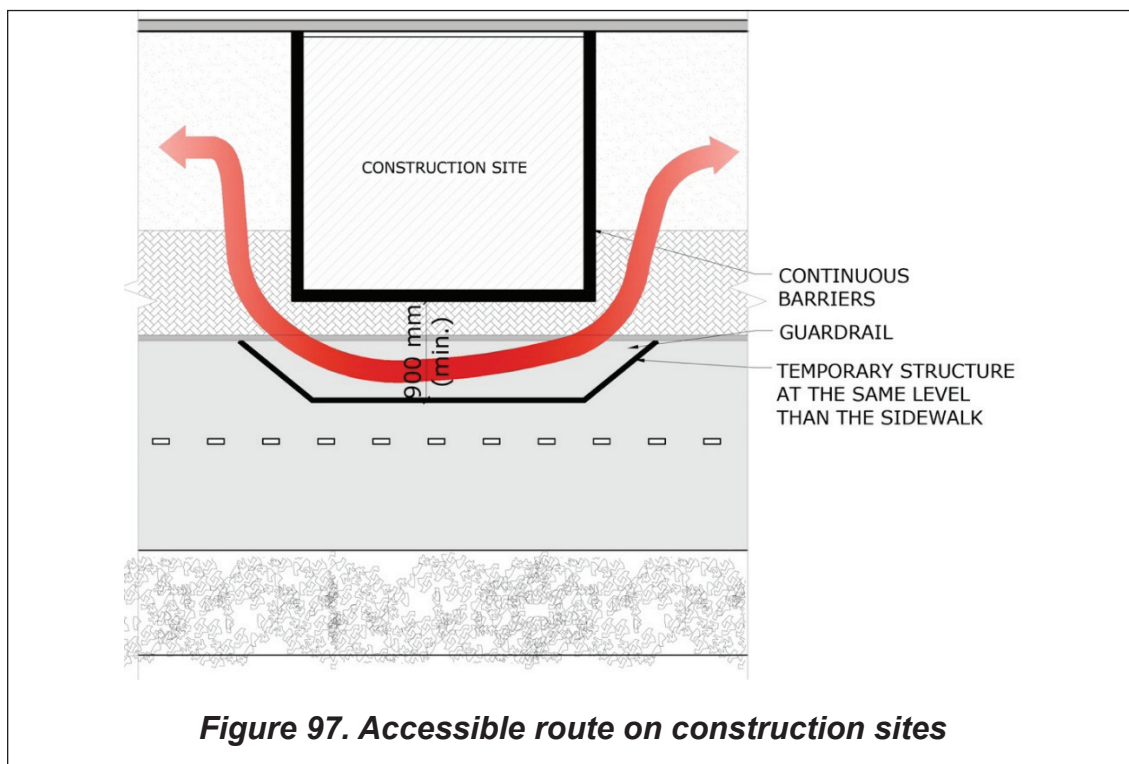 CONSTRUCTION SITE
CONTINUOUS
BARRIERS
GUARDRAIL
TEMPORARY STRUCTURE
AT THE SAME LEVEL
THAN THE SIDEWALK
900 mm
(min.)
Figure 97. Accessible route on construction sites